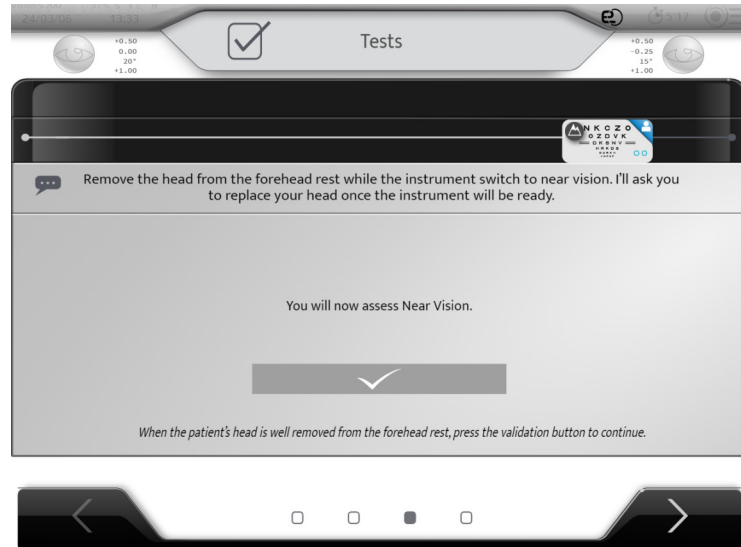 24/03/06 13:33
Tests
5:17
+0.50
0.00
20°
+1.00
+0.50
-0.25
15°
+1.00
N K C Z O
O Z D V K
D K B N V
Remove the head from the forehead rest while the instrument switch to near vision. I'll ask you
to replace your head once the instrument will be ready.
You will now assess Near Vision.
When the patient's head is well removed from the forehead rest, press the validation button to continue.